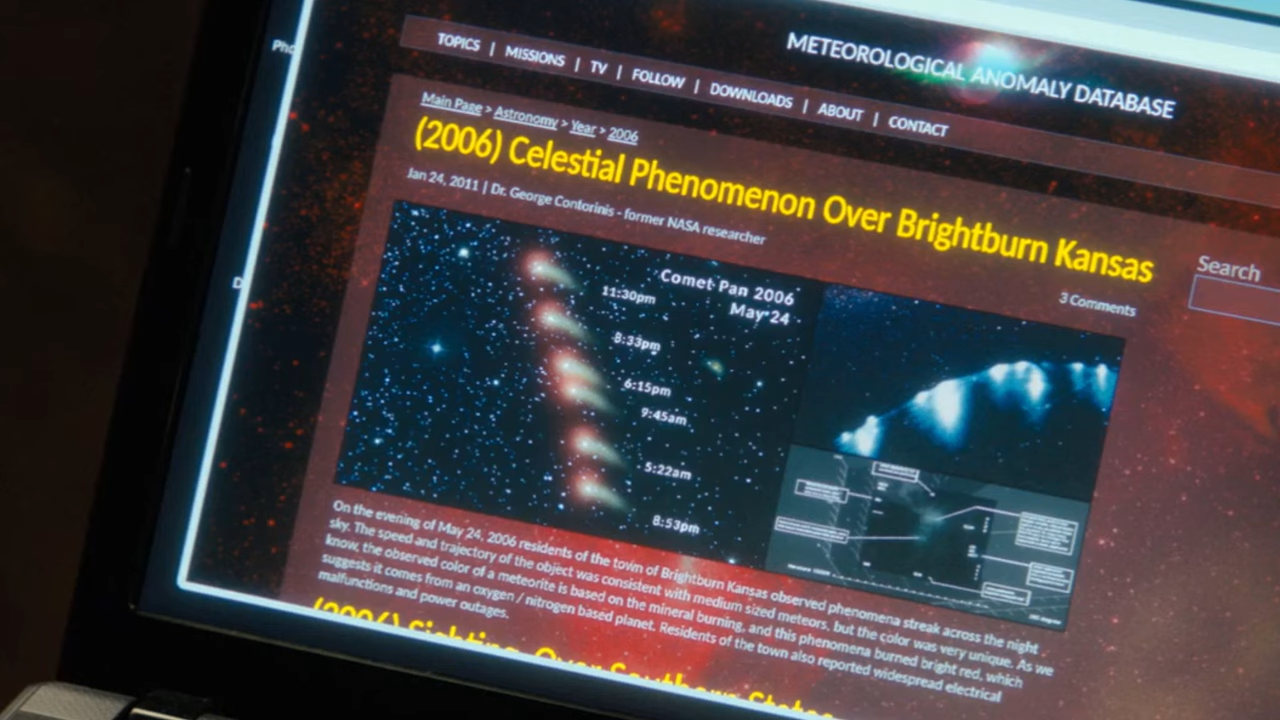 Pho
METEOROLOGICAL ANOMALY DATABASE
TOPICS | MISSIONS | TV | FOLLOW | DOWNLOADS | ABOUT | CONTACT
Main Page > Astronomy > Year > 2006
(2006) Celestial Phenomenon Over Brightburn Kansas
Jan 24, 2011 | Dr. George Contorinis - former NASA researcher
3 Comments
Search
D
Comet Pan 2006
May 24
11:30pm
8:33pm
6:15pm
9:45am
5:22am
8:53pm
On the evening of May 24, 2006 residents of the town of Brightburn Kansas observed phenomena streak across the night
sky. The speed and trajectory of the object was consistent with medium sized meteors, but the color was very unique. As we
know, the observed color of a meteorite is based on the mineral burning, and this phenomena burned bright red, which
suggests it comes from an oxygen / nitrogen based planet. Residents of the town also reported widespread electrical
malfunctions and power outages.
(2006) Sighting Over Southern States